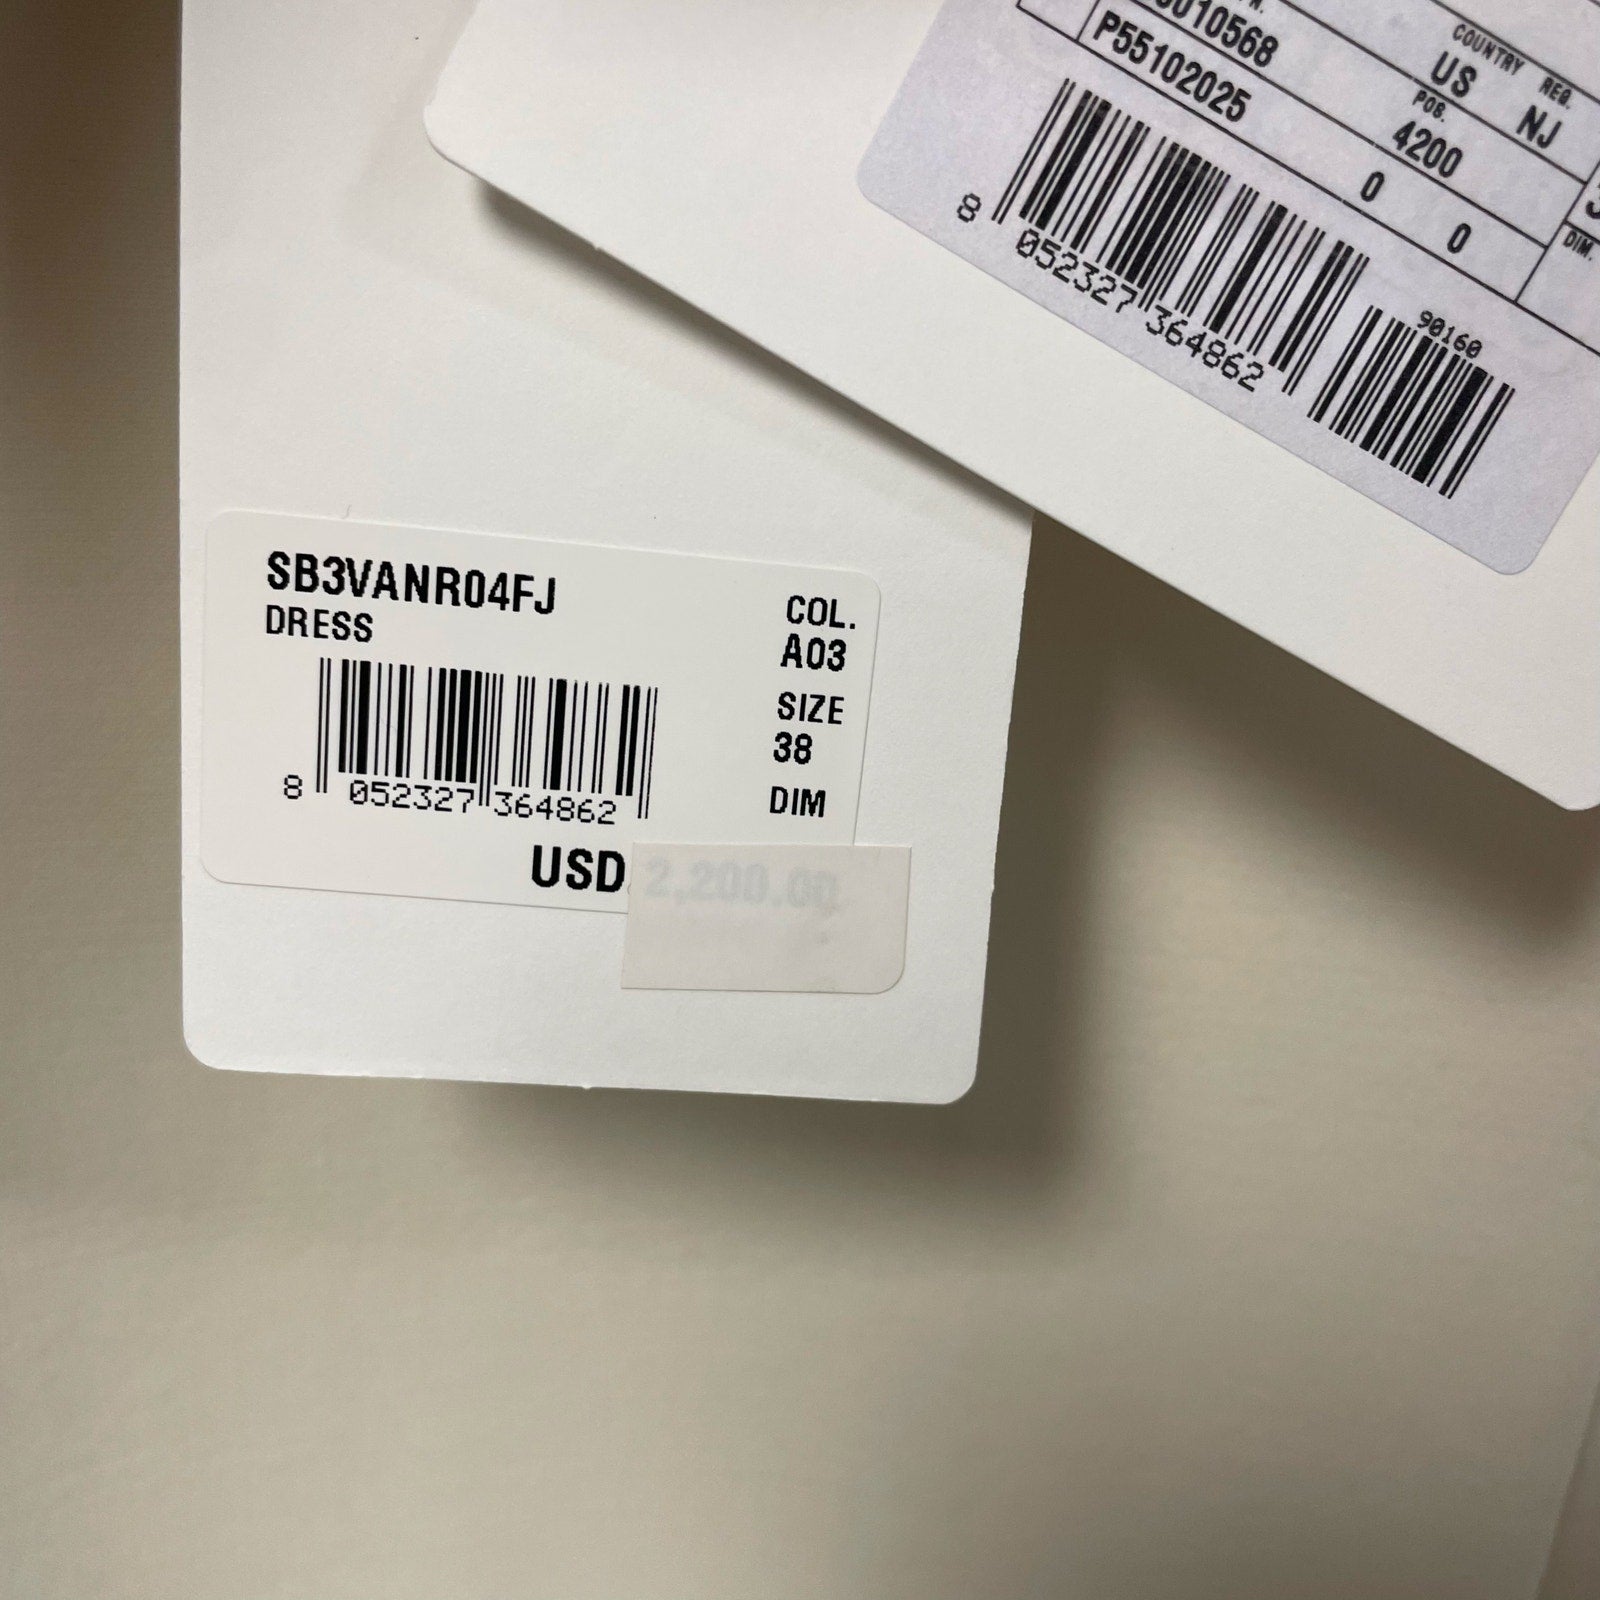 COUNTRY REG.
US NJ
P55102025
POS.
4200
0 0
DIM.
90160
8 052327 364862
SB3VANR04FJ
DRESS
COL.
A03
SIZE
38
DIM
8 052327 364862
USD 2,200.00